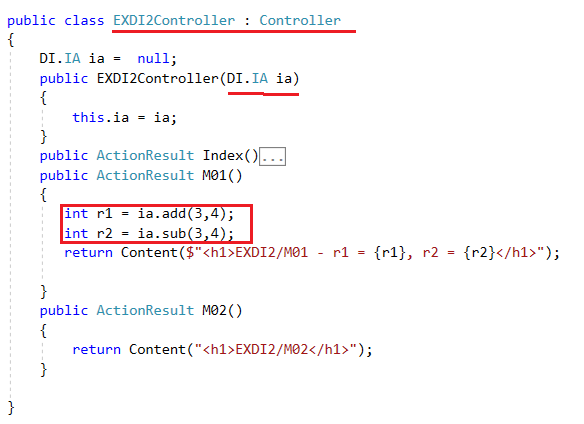 public class EXDI2Controller : Controller
{
DI.IA ia =  null;
public EXDI2Controller(DI.IA ia)
{
this.ia = ia;
}
public ActionResult Index()...
public ActionResult M01()
{
int r1 = ia.add(3,4);
int r2 = ia.sub(3,4);
return Content($"<h1>EXDI2/M01 - r1 = {r1}, r2 = {r2}</h1>");
}
public ActionResult M02()
{
return Content("<h1>EXDI2/M02</h1>");
}
}